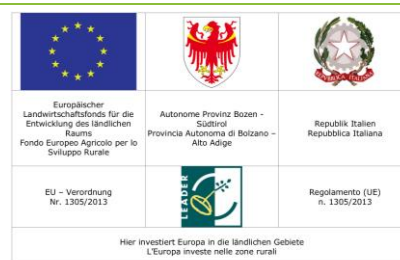 Europäischer
Landwirtschaftsfonds für die
Entwicklung des ländlichen
Raums
Fondo Europeo Agricolo per lo
Sviluppo Rurale
Autonome Provinz Bozen -
Südtirol
Provincia Autonoma di Bolzano –
Alto Adige
Republik Italien
Repubblica Italiana
EU – Verordnung
Nr. 1305/2013
LEADER
Regolamento (UE)
n. 1305/2013
Hier investiert Europa in die ländlichen Gebiete
L'Europa investe nelle zone rurali